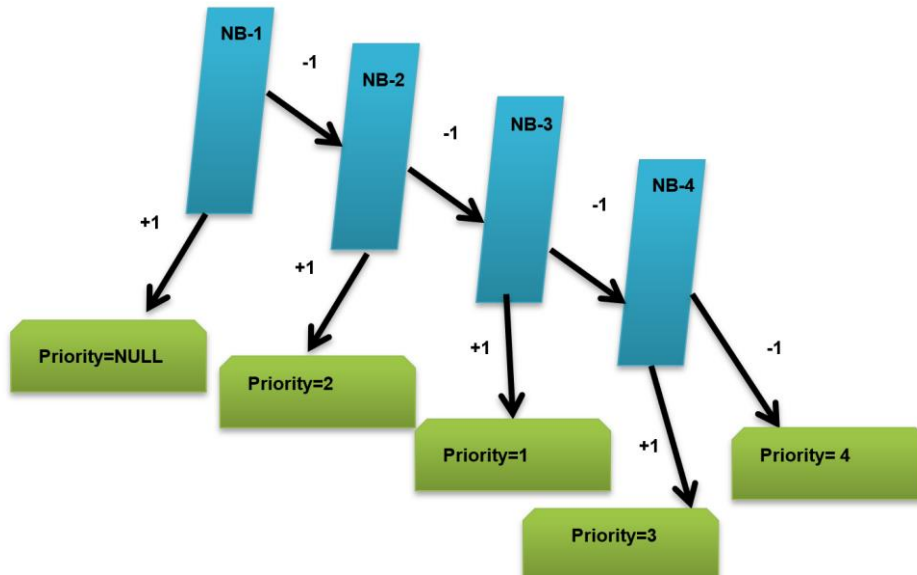 NB-1
-1
NB-2
-1
NB-3
-1
NB-4
+1
+1
+1
-1
+1
Priority=NULL
Priority=2
Priority=1
Priority= 4
Priority=3